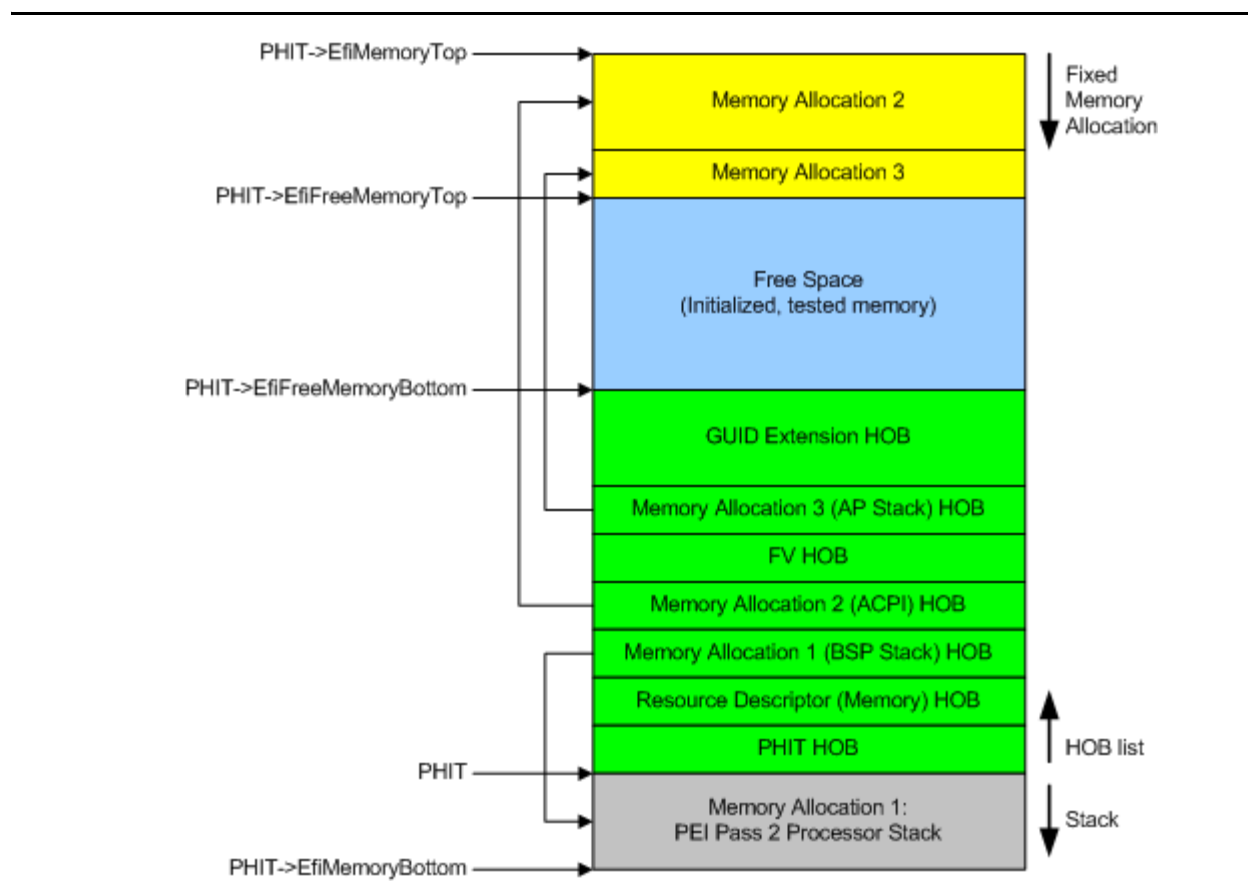 PHIT->EfiMemoryTop
Memory Allocation 2
Fixed
Memory
Allocation
Memory Allocation 3
PHIT->EfiFreeMemoryTop
Free Space
(Initialized, tested memory)
PHIT->EfiFreeMemoryBottom
GUID Extension HOB
Memory Allocation 3 (AP Stack) HOB
FV HOB
Memory Allocation 2 (ACPI) HOB
Memory Allocation 1 (BSP Stack) HOB
Resource Descriptor (Memory) HOB
PHIT HOB
HOB list
PHIT
Memory Allocation 1:
PEI Pass 2 Processor Stack
Stack
PHIT->EfiMemoryBottom